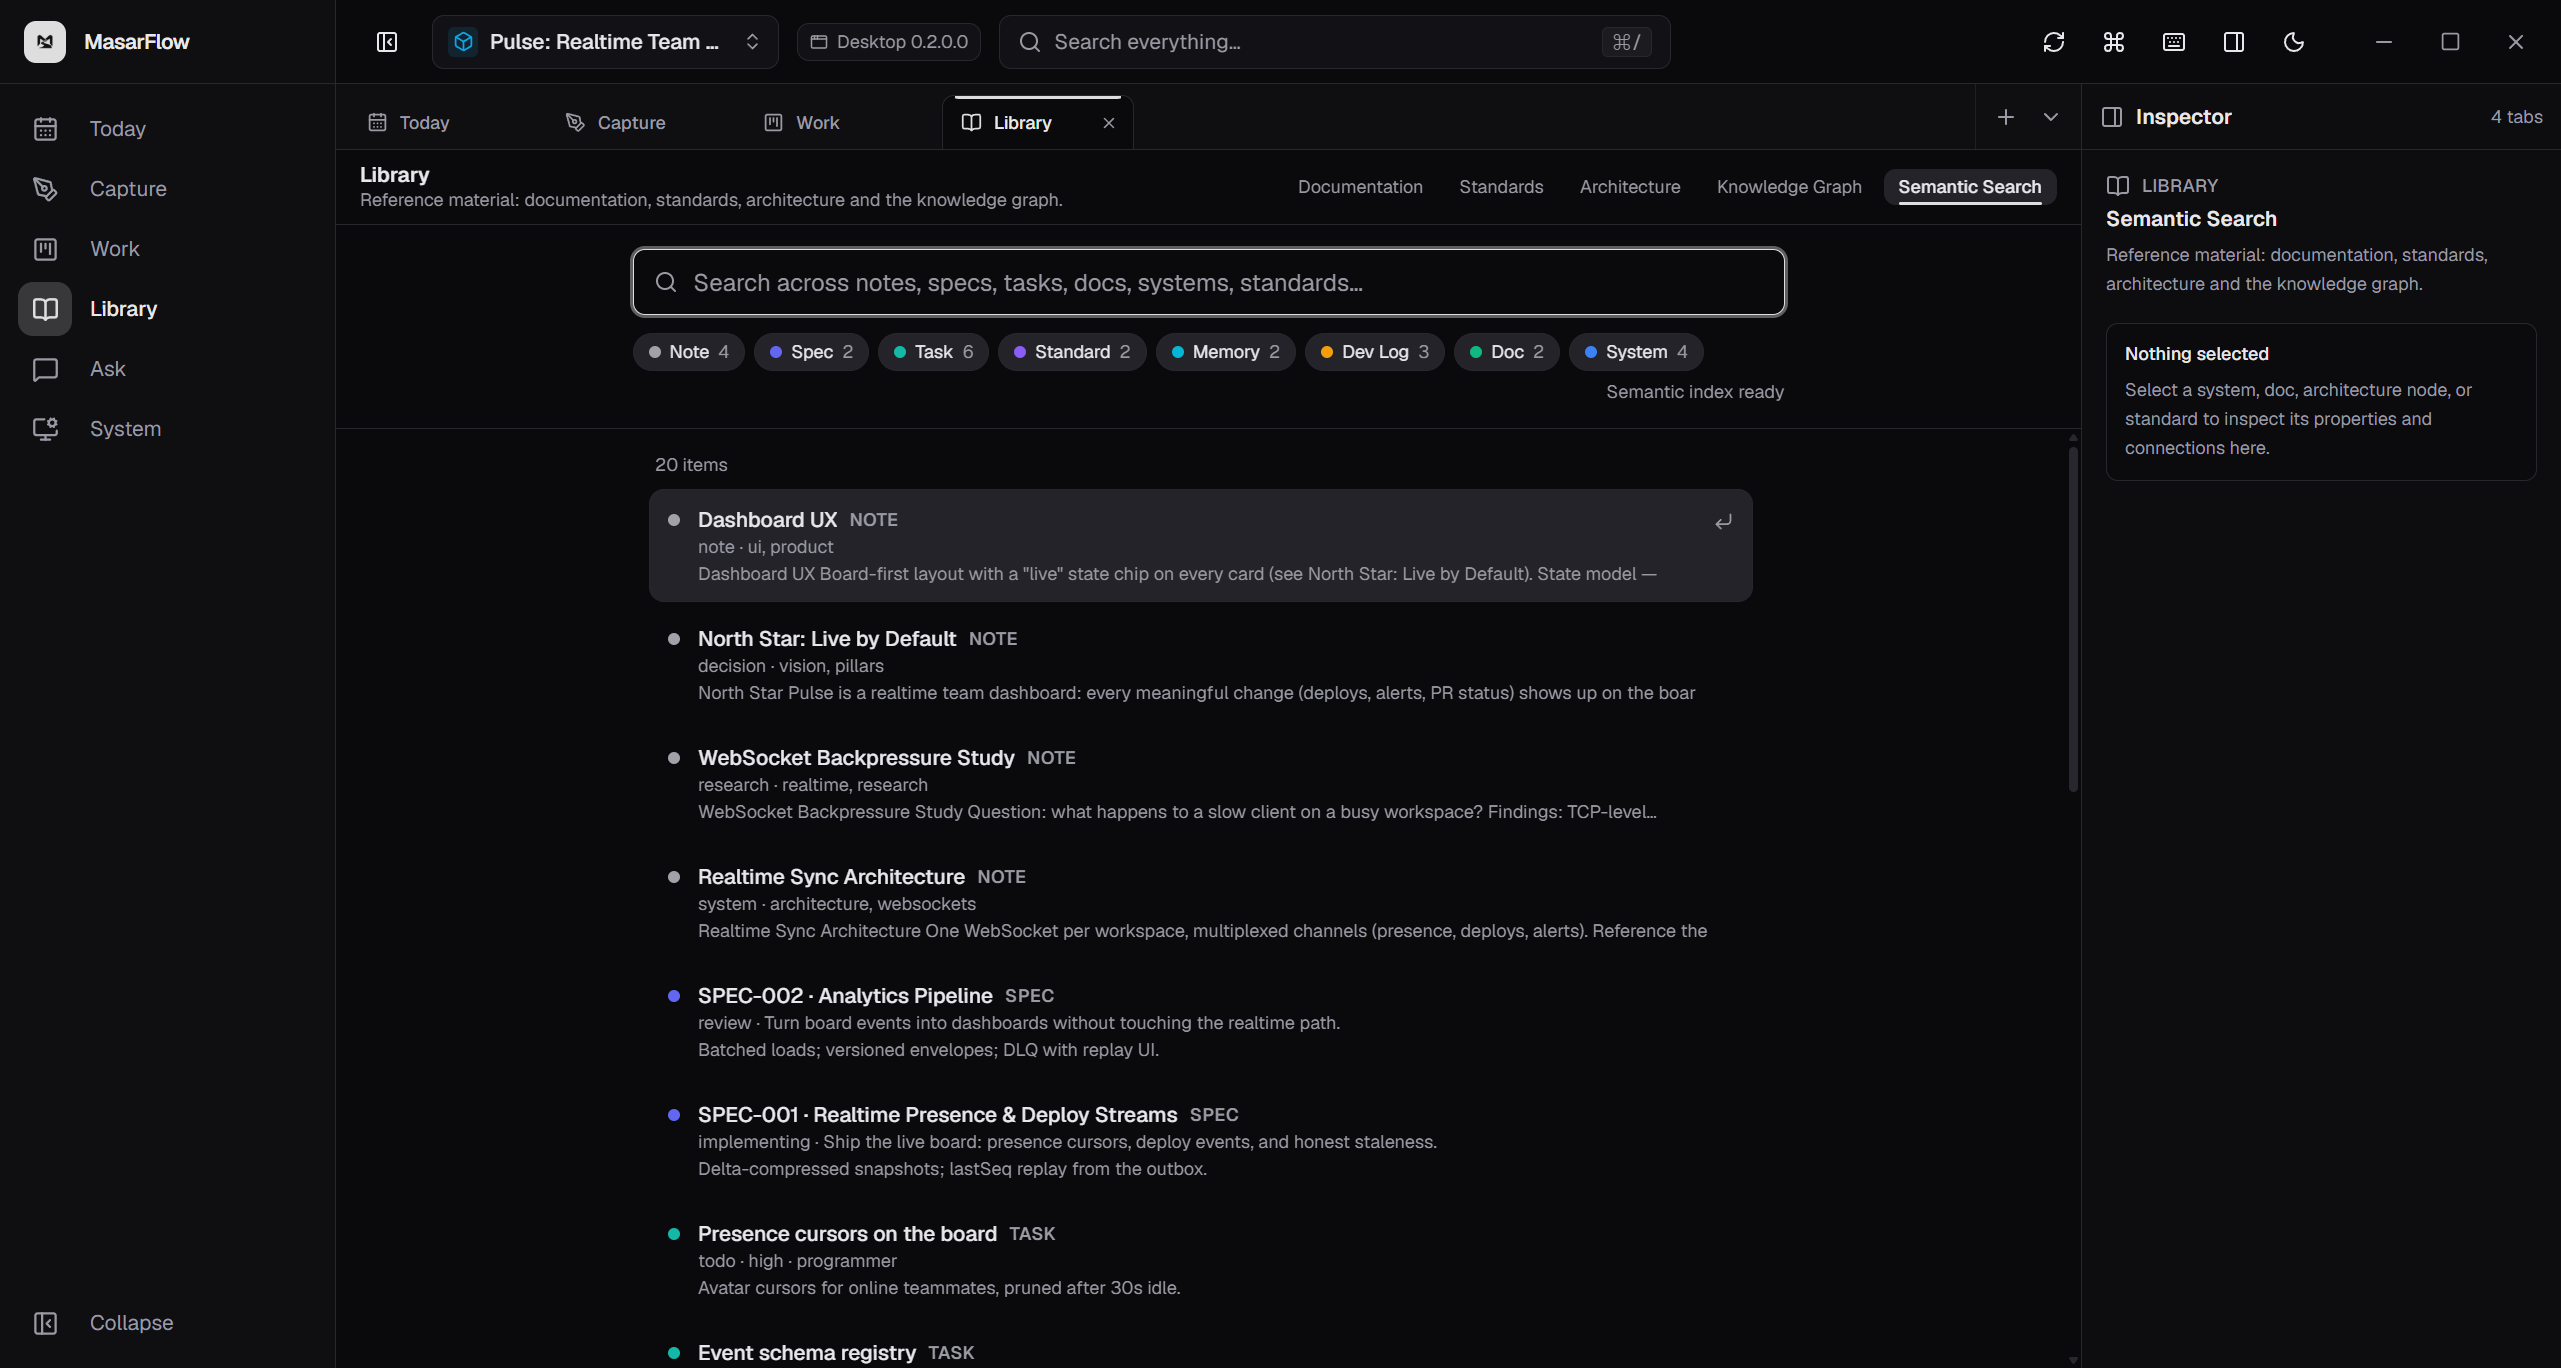 MasarFlow
Pulse: Realtime Team ...
Desktop 0.2.0.0
Search everything...
⌘/
Today
Capture
Work
Library
Ask
System
Collapse
Today
Capture
Work
Library
Library
Reference material: documentation, standards, architecture and the knowledge graph.
Documentation
Standards
Architecture
Knowledge Graph
Semantic Search
Search across notes, specs, tasks, docs, systems, standards...
Note 4
Spec 2
Task 6
Standard 2
Memory 2
Dev Log 3
Doc 2
System 4
Semantic index ready
20 items
Dashboard UX NOTE
note · ui, product
Dashboard UX Board-first layout with a "live" state chip on every card (see North Star: Live by Default). State model —
North Star: Live by Default NOTE
decision · vision, pillars
North Star Pulse is a realtime team dashboard: every meaningful change (deploys, alerts, PR status) shows up on the boar
WebSocket Backpressure Study NOTE
research · realtime, research
WebSocket Backpressure Study Question: what happens to a slow client on a busy workspace? Findings: TCP-level...
Realtime Sync Architecture NOTE
system · architecture, websockets
Realtime Sync Architecture One WebSocket per workspace, multiplexed channels (presence, deploys, alerts). Reference the
SPEC-002 · Analytics Pipeline SPEC
review · Turn board events into dashboards without touching the realtime path.
Batched loads; versioned envelopes; DLQ with replay UI.
SPEC-001 · Realtime Presence & Deploy Streams SPEC
implementing · Ship the live board: presence cursors, deploy events, and honest staleness.
Delta-compressed snapshots; lastSeq replay from the outbox.
Presence cursors on the board TASK
todo · high · programmer
Avatar cursors for online teammates, pruned after 30s idle.
Event schema registry TASK
Inspector
4 tabs
LIBRARY
Semantic Search
Reference material: documentation, standards,
architecture and the knowledge graph.
Nothing selected
Select a system, doc, architecture node, or
standard to inspect its properties and
connections here.